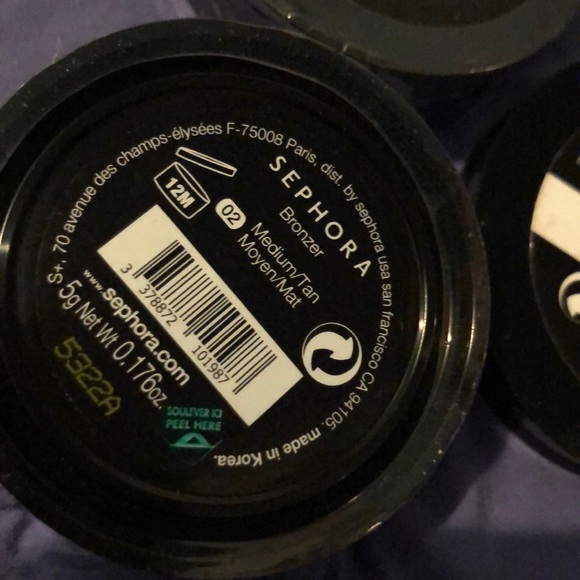 S+, 70 avenue des champs-élysées F-75008 Paris, dist. by sephora usa san francisco CA 94105. made in Korea.
SEPHORA
Bronzer
12M
02
Medium/Tan
Moyen/Mat
3 378872 101987
www.sephora.com
5g Net Wt 0.176oz.
5322A
SOULEVER ICI
PEEL HERE